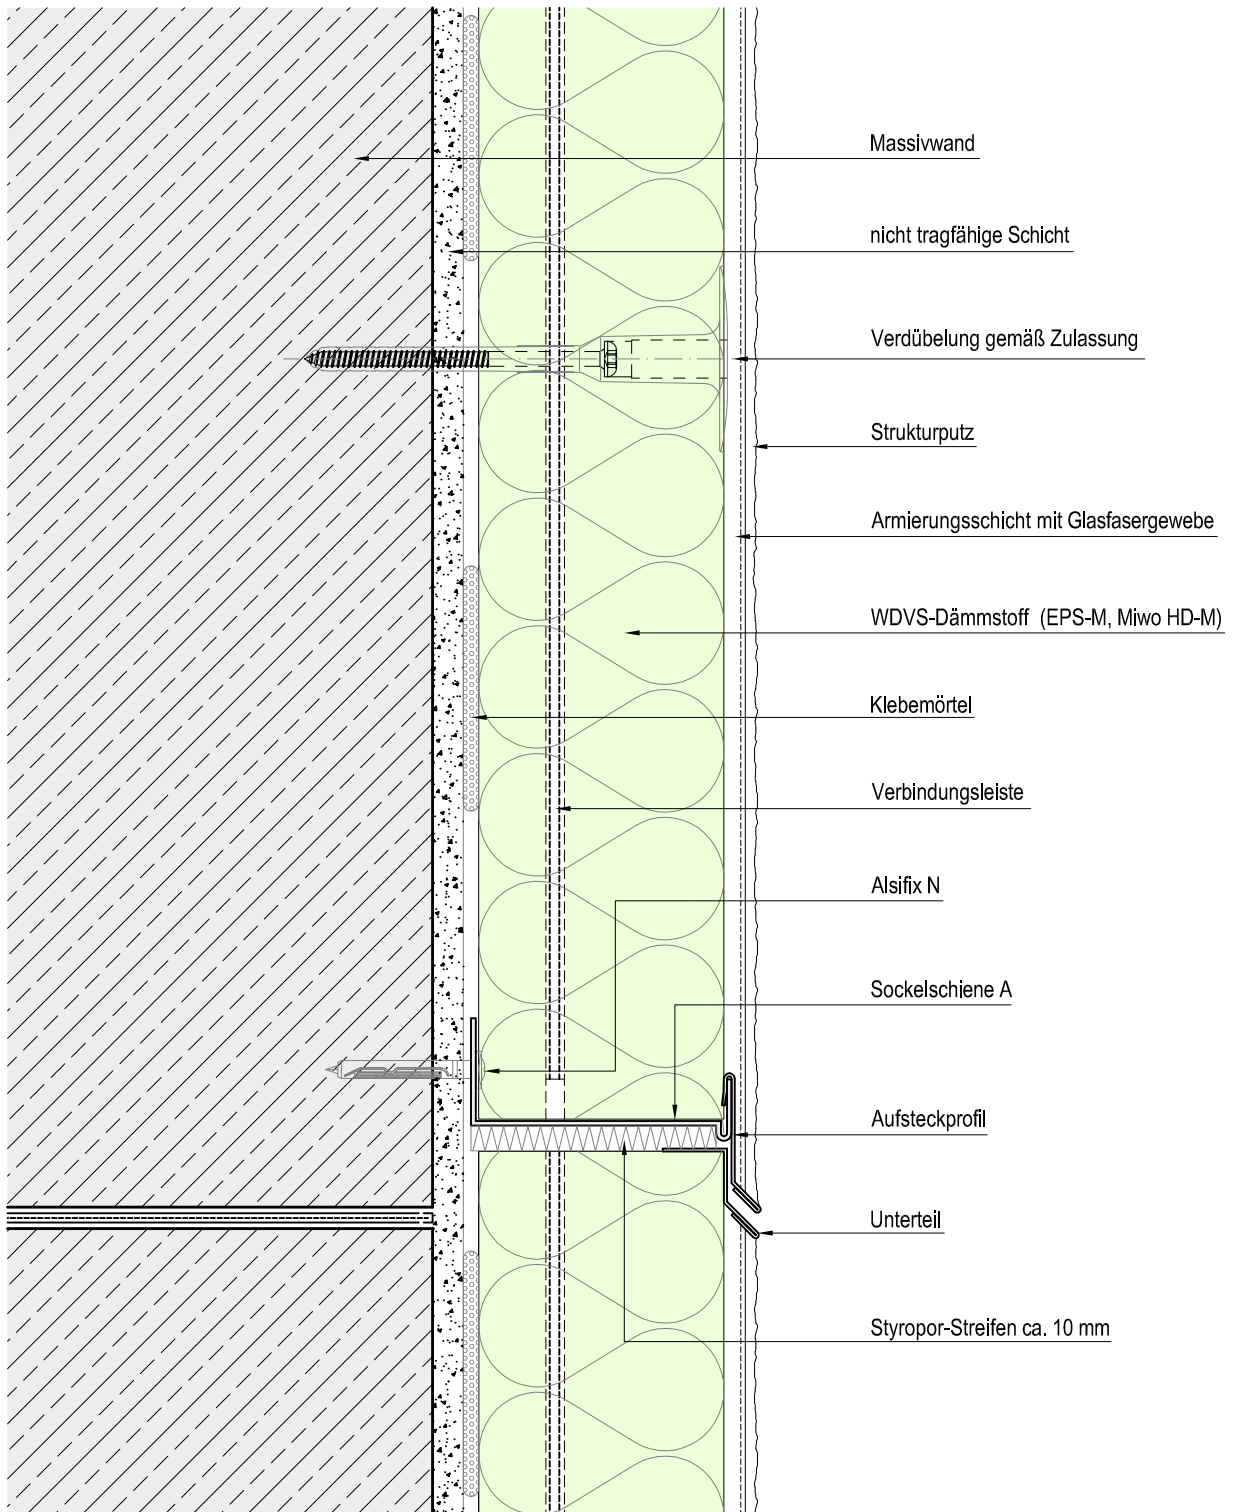 Massivwand
nicht tragfähige Schicht
Verdübelung gemäß Zulassung
Strukturputz
Armierungsschicht mit Glasfasergewebe
WDVS-Dämmstoff (EPS-M, Miwo HD-M)
Klebemörtel
Verbindungsleiste
Alsifix N
Sockelschiene A
Aufsteckprofil
Unterteil
Styropor-Streifen ca. 10 mm